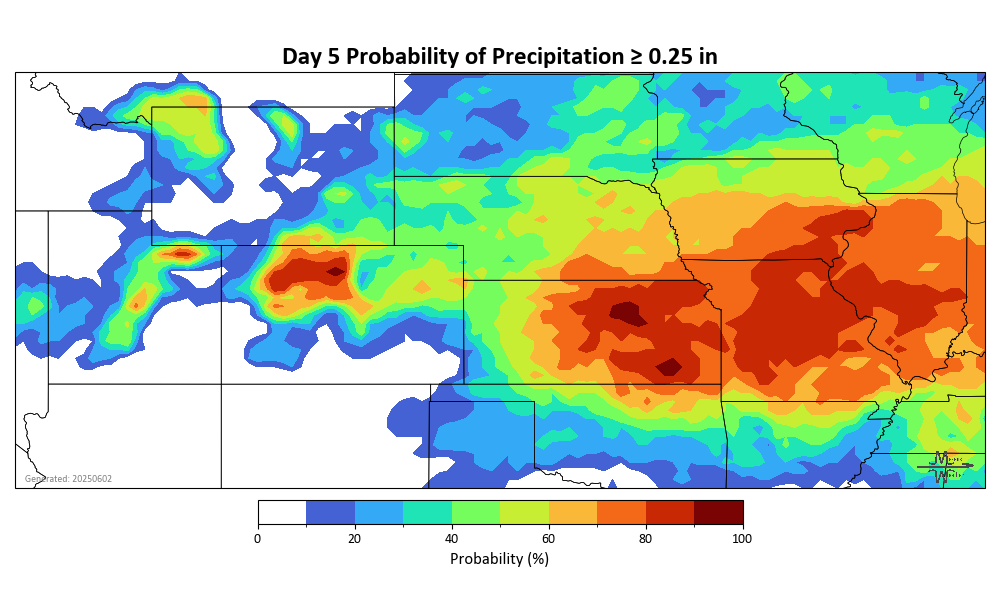 Day 5 Probability of Precipitation ≥ 0.25 in
Generated: 20250602
0 20 40 60 80 100
Probability (%)